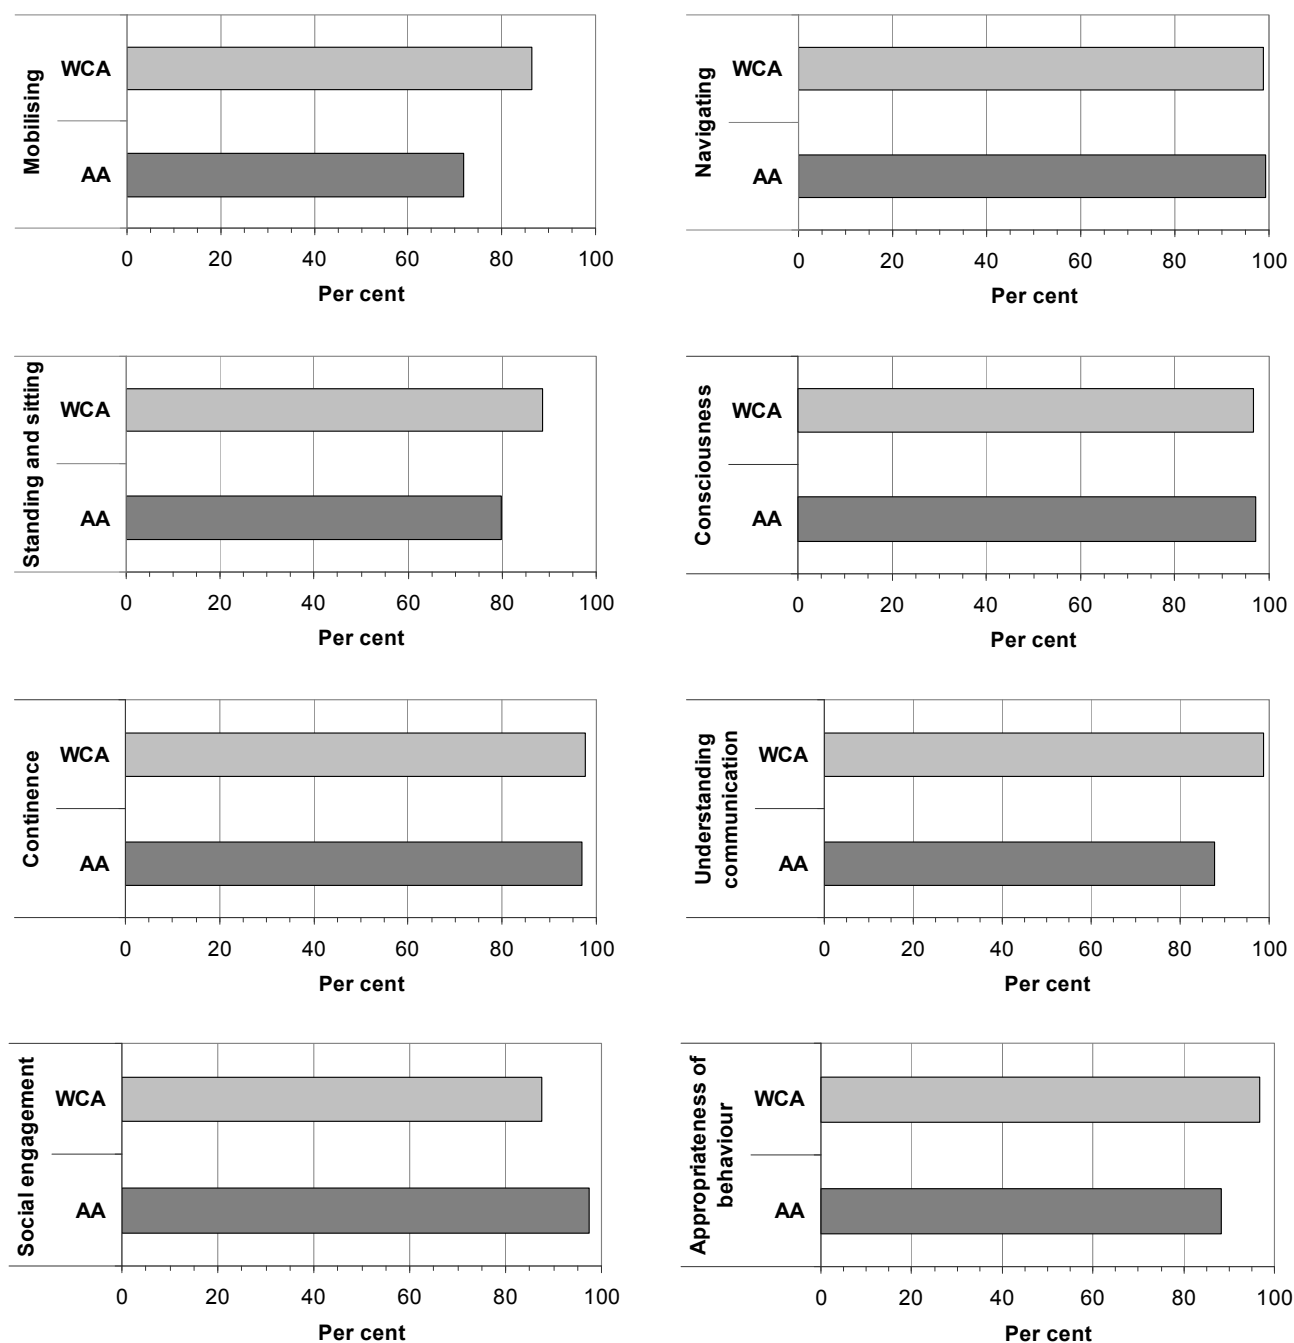 Mobilising
WCA
AA
0 20 40 60 80 100
Per cent
Navigating
WCA
AA
0 20 40 60 80 100
Per cent
Standing and sitting
WCA
AA
0 20 40 60 80 100
Per cent
Consciousness
WCA
AA
0 20 40 60 80 100
Per cent
Continence
WCA
AA
0 20 40 60 80 100
Per cent
Understanding
communication
WCA
AA
0 20 40 60 80 100
Per cent
Social engagement
WCA
AA
0 20 40 60 80 100
Per cent
Appropriateness of
behaviour
WCA
AA
0 20 40 60 80 100
Per cent